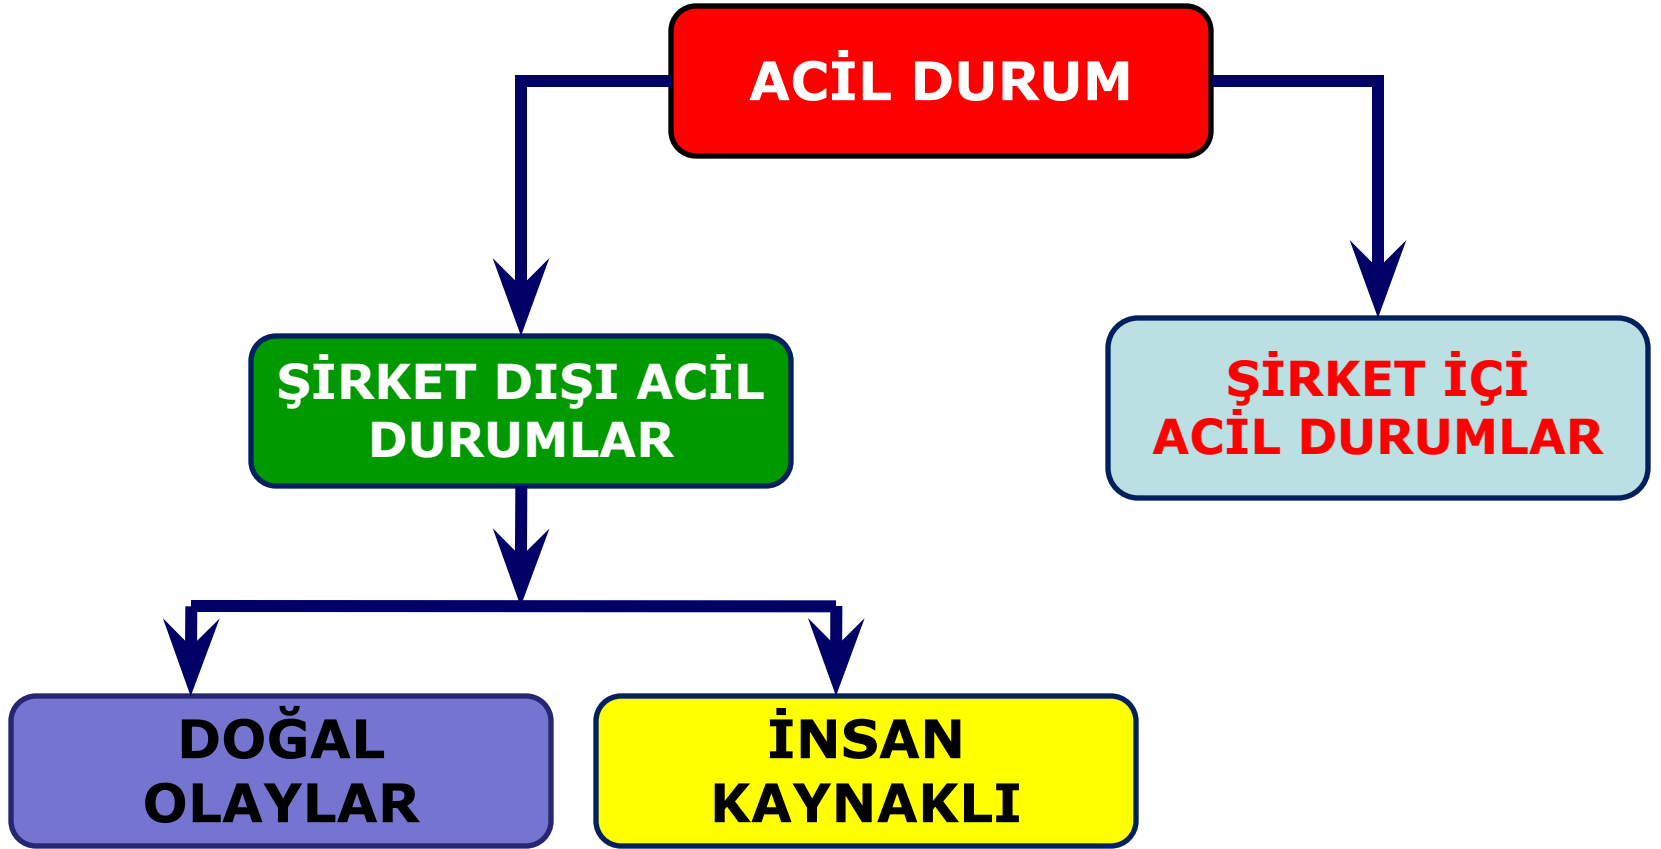 ACİL DURUM
ŞİRKET DIŞI ACİL
DURUMLAR
ŞİRKET İÇİ
ACİL DURUMLAR
DOĞAL
OLAYLAR
İNSAN
KAYNAKLI